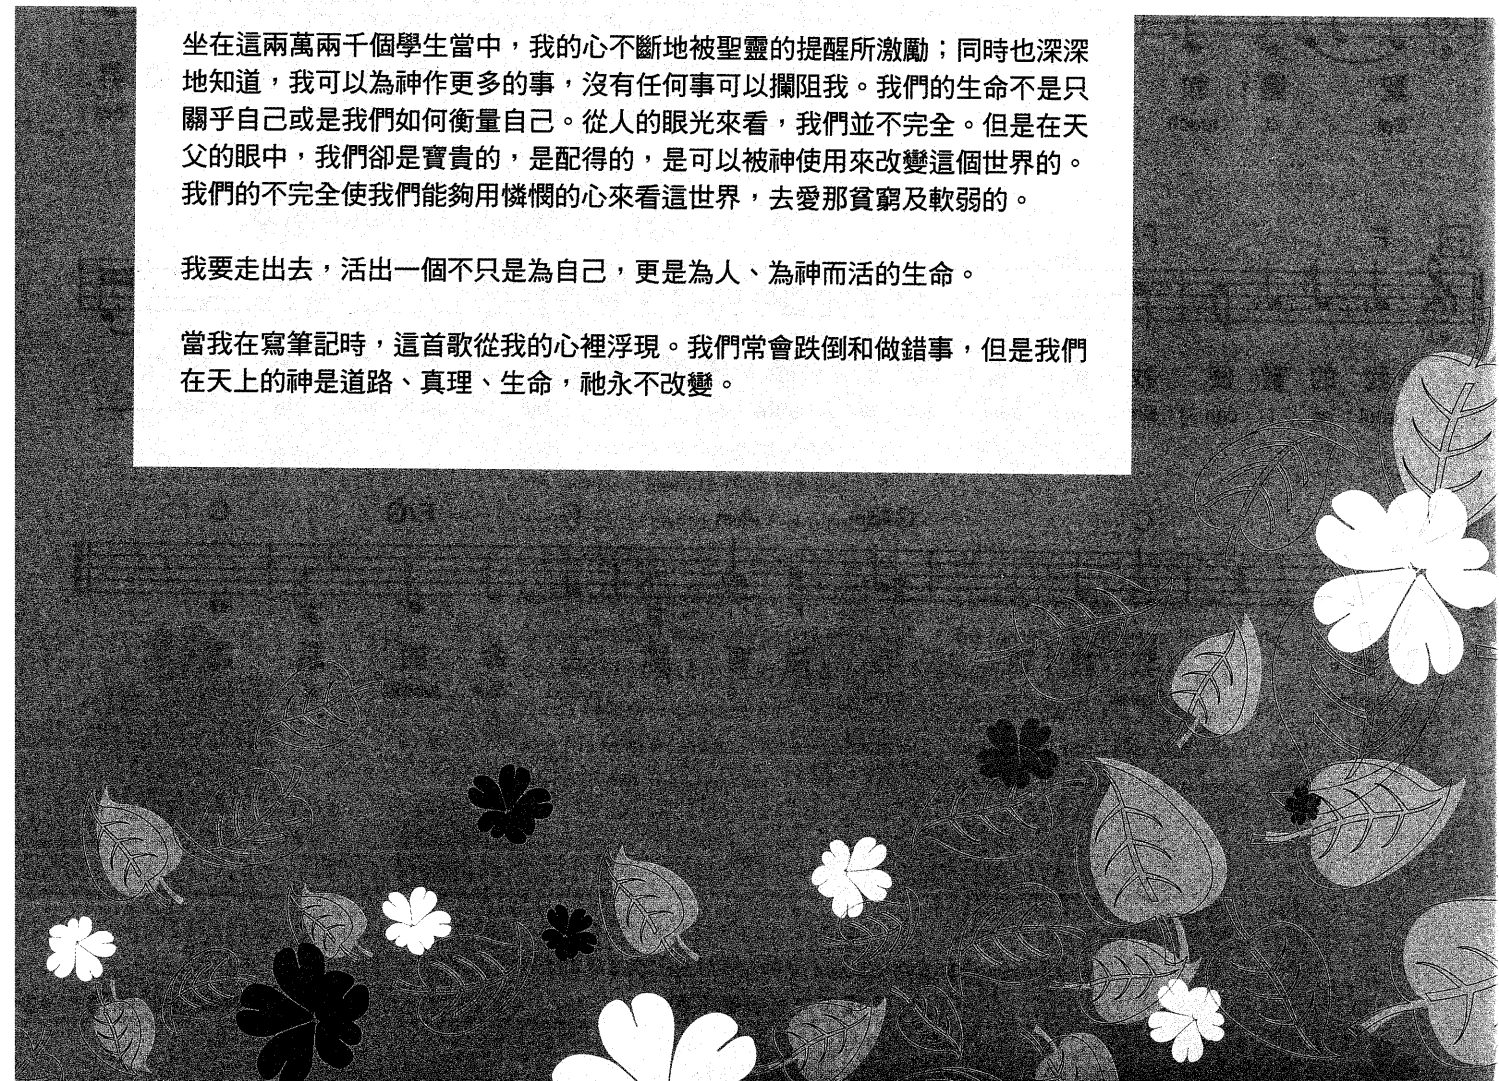 坐在這兩萬兩千個學生當中，我的心不斷地被聖靈的提醒所激勵；同時也深深
地知道，我可以為神作更多的事，沒有任何事可以攔阻我。我們的生命不是只
關乎自己或是我們如何衡量自己。從人的眼光來看，我們並不完全。但是在天
父的眼中，我們卻是寶貴的，是配得的，是可以被神使用來改變這個世界的。
我們的不完全使我們能夠用憐憫的心來看這世界，去愛那貧窮及軟弱的。
我要走出去，活出一個不只是為自己，更是為人、為神而活的生命。
當我在寫筆記時，這首歌從我的心裡浮現。我們常會跌倒和做錯事，但是我們
在天上的神是道路、真理、生命，祂永不改變。